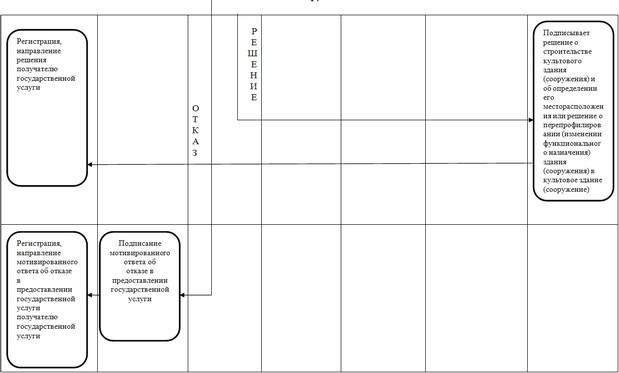 Регистрация,
направление
решения
получателю
государственной
услуги
О
Т
К
А
З
Р
Е
Ш
Е
Н
И
Е
Подписывает
решение о
строительстве
культового
здания
(сооружения) и
об определении
его
месторасположен
ия или решение о
перепрофилиров
ании (изменении
функциональног
о назначения)
здания
(сооружения) в
культовое здание
(сооружение)
Регистрация,
направление
мотивированного
ответа об отказе
в
предоставлении
государственной
услуги
получателю
государственной
услуги
Подписание
мотивированного
ответа об
отказе в
предоставлении
государственной
услуги